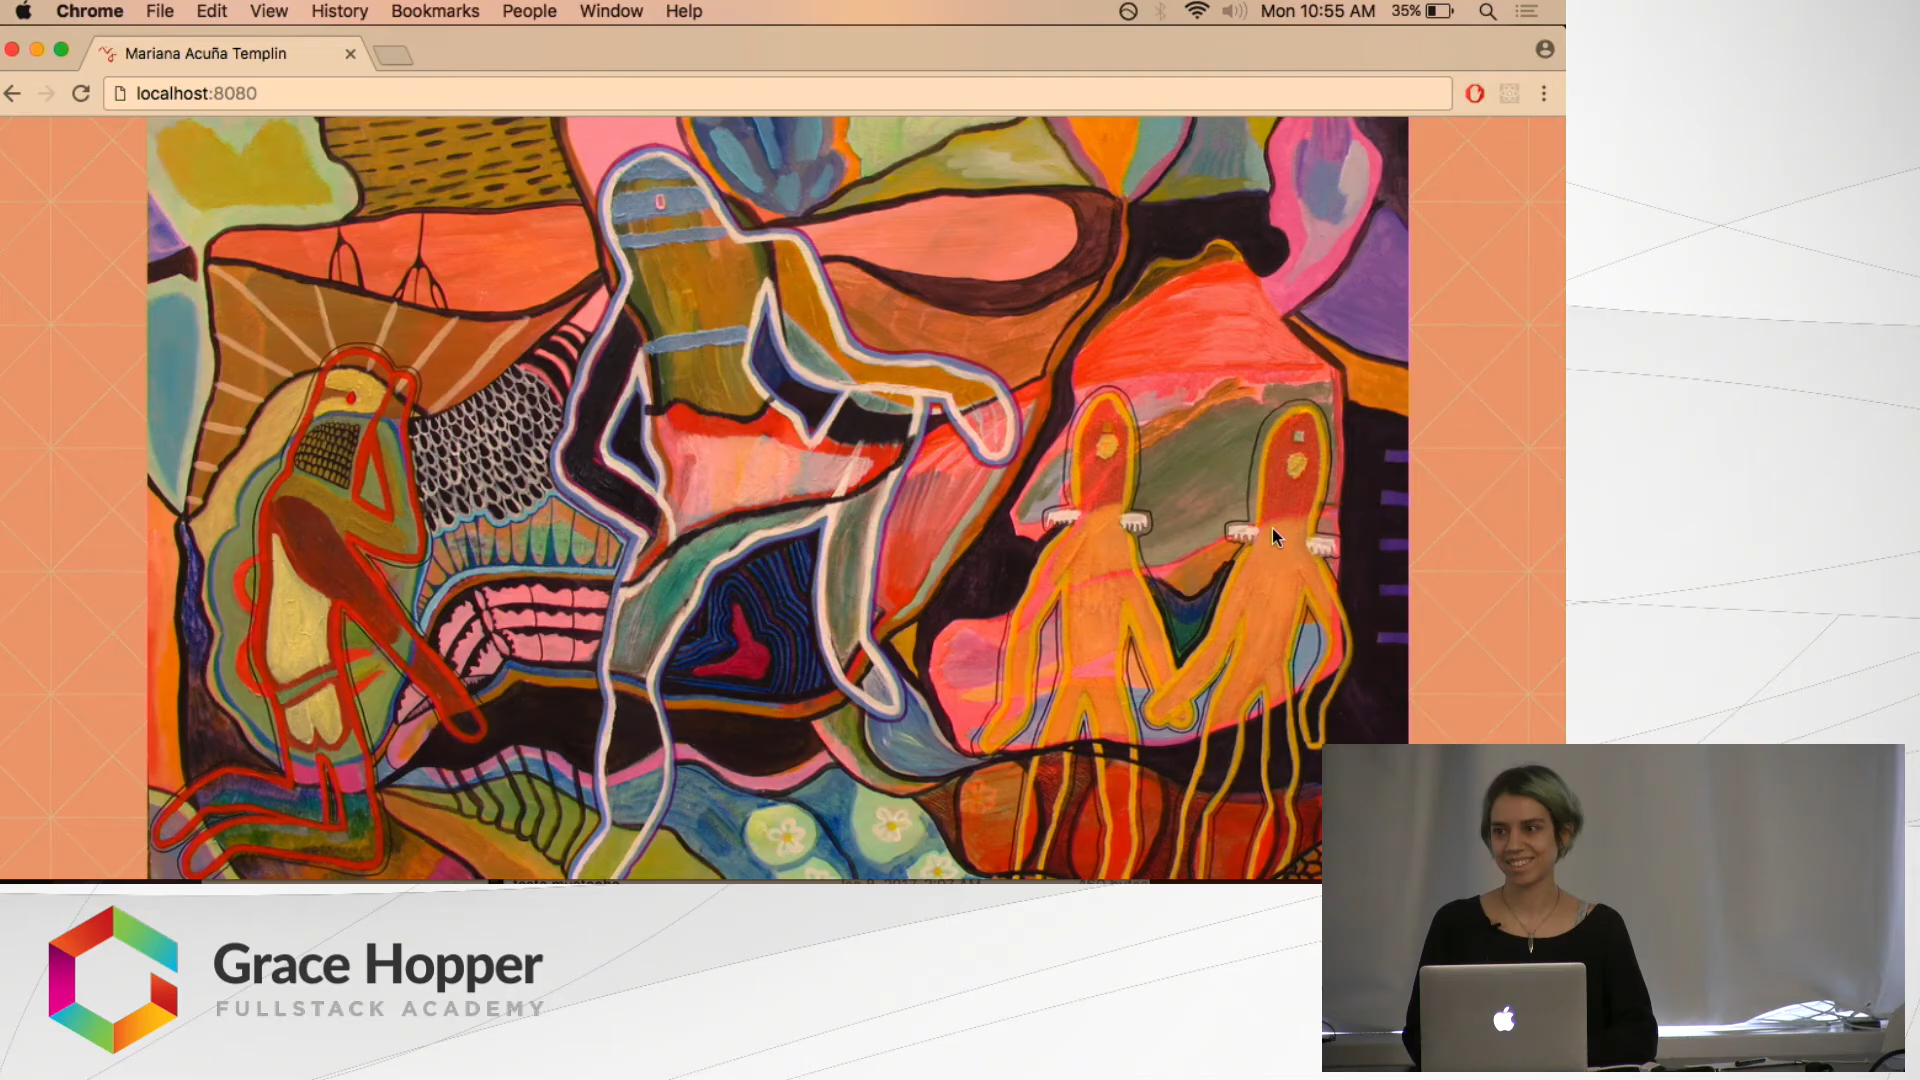 Chrome File Edit View History Bookmarks People Window Help Mon 10:55 AM 35%
Mariana Acuña Templin
localhost:8080
Grace Hopper
FULLSTACK ACADEMY